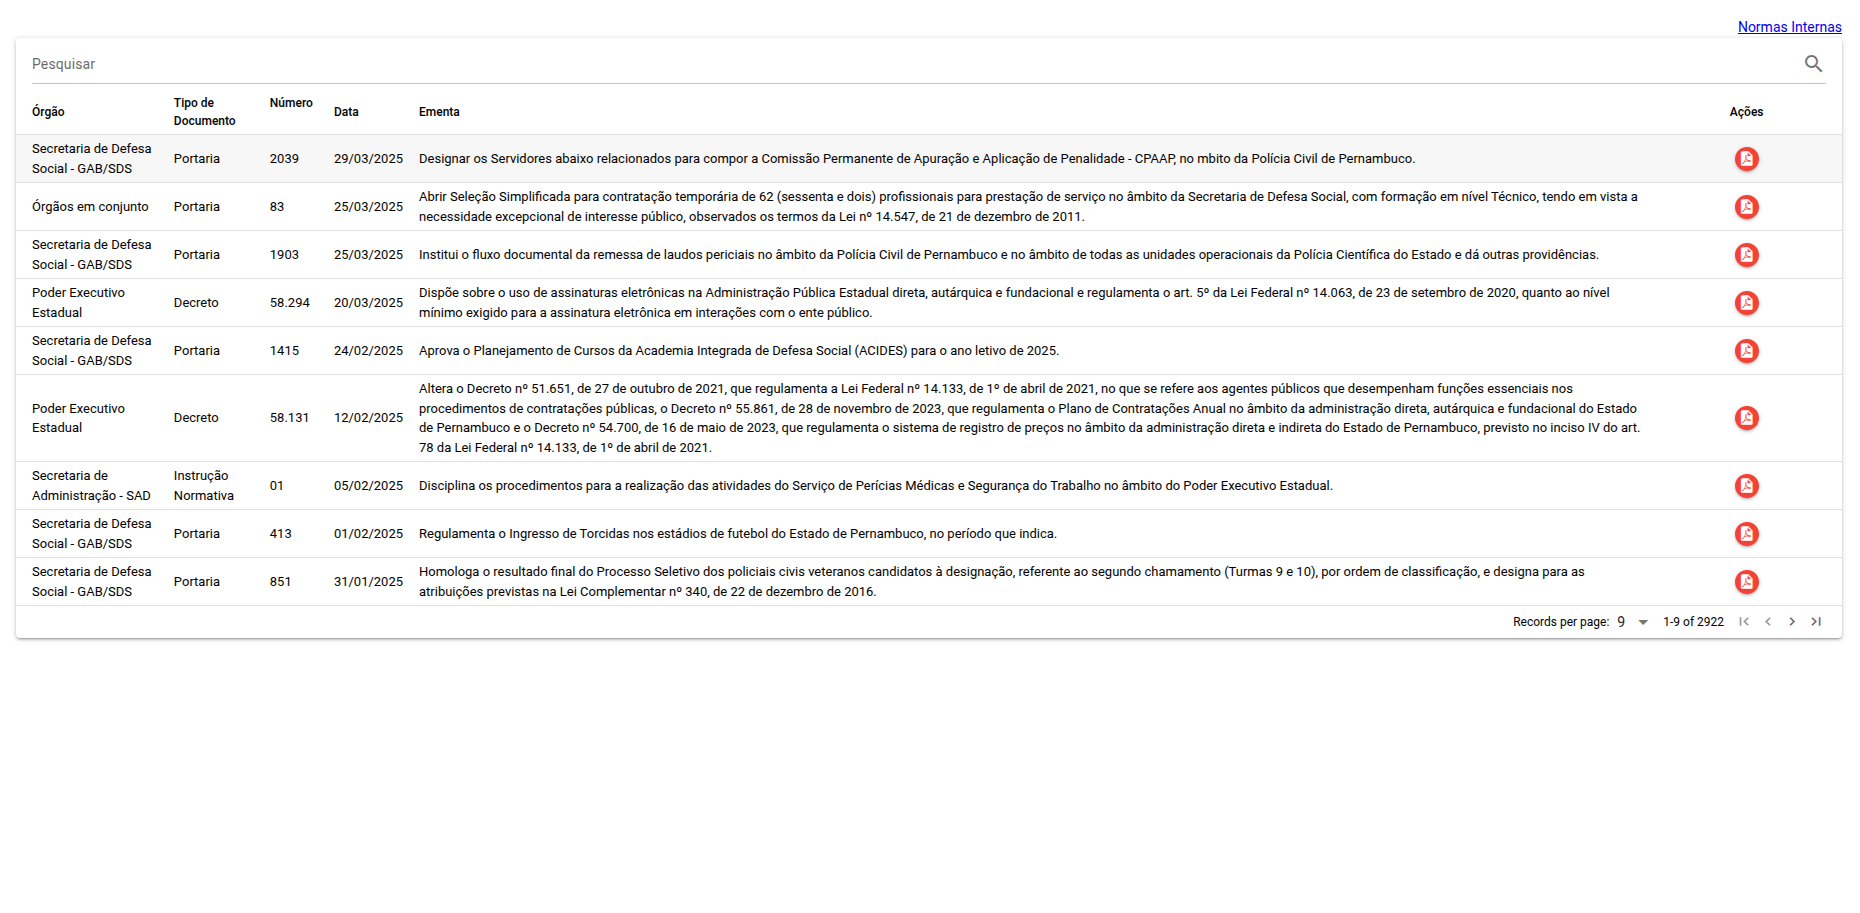 Normas Internas
Pesquisar
Órgão
Tipo de
Documento
Número
Data
Ementa
Ações
Secretaria de Defesa
Social - GAB/SDS
Portaria
2039
29/03/2025
Designar os Servidores abaixo relacionados para compor a Comissão Permanente de Apuração e Aplicação de Penalidade - CPAAP, no mbito da Polícia Civil de Pernambuco.
Órgãos em conjunto
Portaria
83
25/03/2025
Abrir Seleção Simplificada para contratação temporária de 62 (sessenta e dois) profissionais para prestação de serviço no âmbito da Secretaria de Defesa Social, com formação em nível Técnico, tendo em vista a
necessidade excepcional de interesse público, observados os termos da Lei nº 14.547, de 21 de dezembro de 2011.
Secretaria de Defesa
Social - GAB/SDS
Portaria
1903
25/03/2025
Institui o fluxo documental da remessa de laudos periciais no âmbito da Polícia Civil de Pernambuco e no âmbito de todas as unidades operacionais da Polícia Científica do Estado e dá outras providências.
Poder Executivo
Estadual
Decreto
58.294
20/03/2025
Dispõe sobre o uso de assinaturas eletrônicas na Administração Pública Estadual direta, autárquica e fundacional e regulamenta o art. 5º da Lei Federal nº 14.063, de 23 de setembro de 2020, quanto ao nível
mínimo exigido para a assinatura eletrônica em interações com o ente público.
Secretaria de Defesa
Social - GAB/SDS
Portaria
1415
24/02/2025
Aprova o Planejamento de Cursos da Academia Integrada de Defesa Social (ACIDES) para o ano letivo de 2025.
Poder Executivo
Estadual
Decreto
58.131
12/02/2025
Altera o Decreto nº 51.651, de 27 de outubro de 2021, que regulamenta a Lei Federal nº 14.133, de 1º de abril de 2021, no que se refere aos agentes públicos que desempenham funções essenciais nos
procedimentos de contratações públicas, o Decreto nº 55.861, de 28 de novembro de 2023, que regulamenta o Plano de Contratações Anual no âmbito da administração direta, autárquica e fundacional do Estado
de Pernambuco e o Decreto nº 54.700, de 16 de maio de 2023, que regulamenta o sistema de registro de preços no âmbito da administração direta e indireta do Estado de Pernambuco, previsto no inciso IV do art.
78 da Lei Federal nº 14.133, de 1º de abril de 2021.
Secretaria de
Administração - SAD
Instrução
Normativa
01
05/02/2025
Disciplina os procedimentos para a realização das atividades do Serviço de Perícias Médicas e Segurança do Trabalho no âmbito do Poder Executivo Estadual.
Secretaria de Defesa
Social - GAB/SDS
Portaria
413
01/02/2025
Regulamenta o Ingresso de Torcidas nos estádios de futebol do Estado de Pernambuco, no período que indica.
Secretaria de Defesa
Social - GAB/SDS
Portaria
851
31/01/2025
Homologa o resultado final do Processo Seletivo dos policiais civis veteranos candidatos à designação, referente ao segundo chamamento (Turmas 9 e 10), por ordem de classificação, e designa para as
atribuições previstas na Lei Complementar nº 340, de 22 de dezembro de 2016.
Records per page: 9
1-9 of 2922